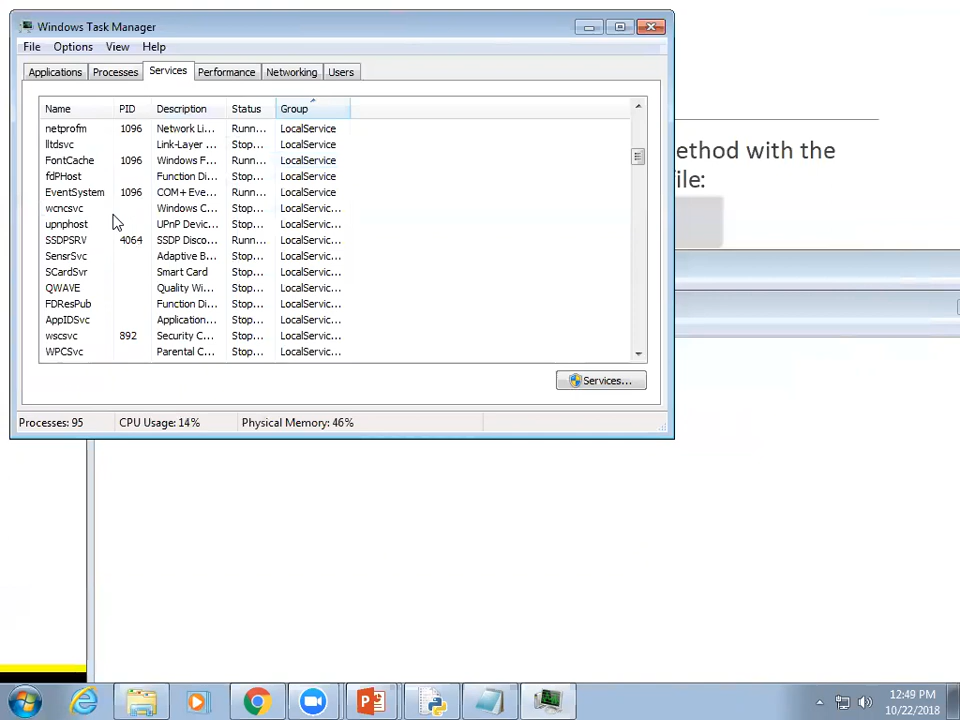 Windows Task Manager
File Options View Help
Applications Processes Services Performance Networking Users
Name PID Description Status Group
netprofm 1096 Network Li... Runn... LocalService
lltdsvc Link-Layer ... Stop... LocalService
FontCache 1096 Windows F... Runn... LocalService
fdPHost Function Di... Stop... LocalService
EventSystem 1096 COM+ Eve... Runn... LocalService
wcncsvc Windows C... Stop... LocalServic...
upnphost UPnP Devic... Stop... LocalServic...
SSDPSRV 4064 SSDP Disco... Runn... LocalServic...
SensrSvc Adaptive B... Stop... LocalServic...
SCardSvr Smart Card Stop... LocalServic...
QWAVE Quality Wi... Stop... LocalServic...
FDResPub Function Di... Stop... LocalServic...
AppIDSvc Application... Stop... LocalServic...
wscsvc 892 Security C... Stop... LocalServic...
WPCSvc Parental C... Stop... LocalServic...
Services...
Processes: 95 CPU Usage: 14% Physical Memory: 46%
ethod with the
ile:
12:49 PM
10/22/2018